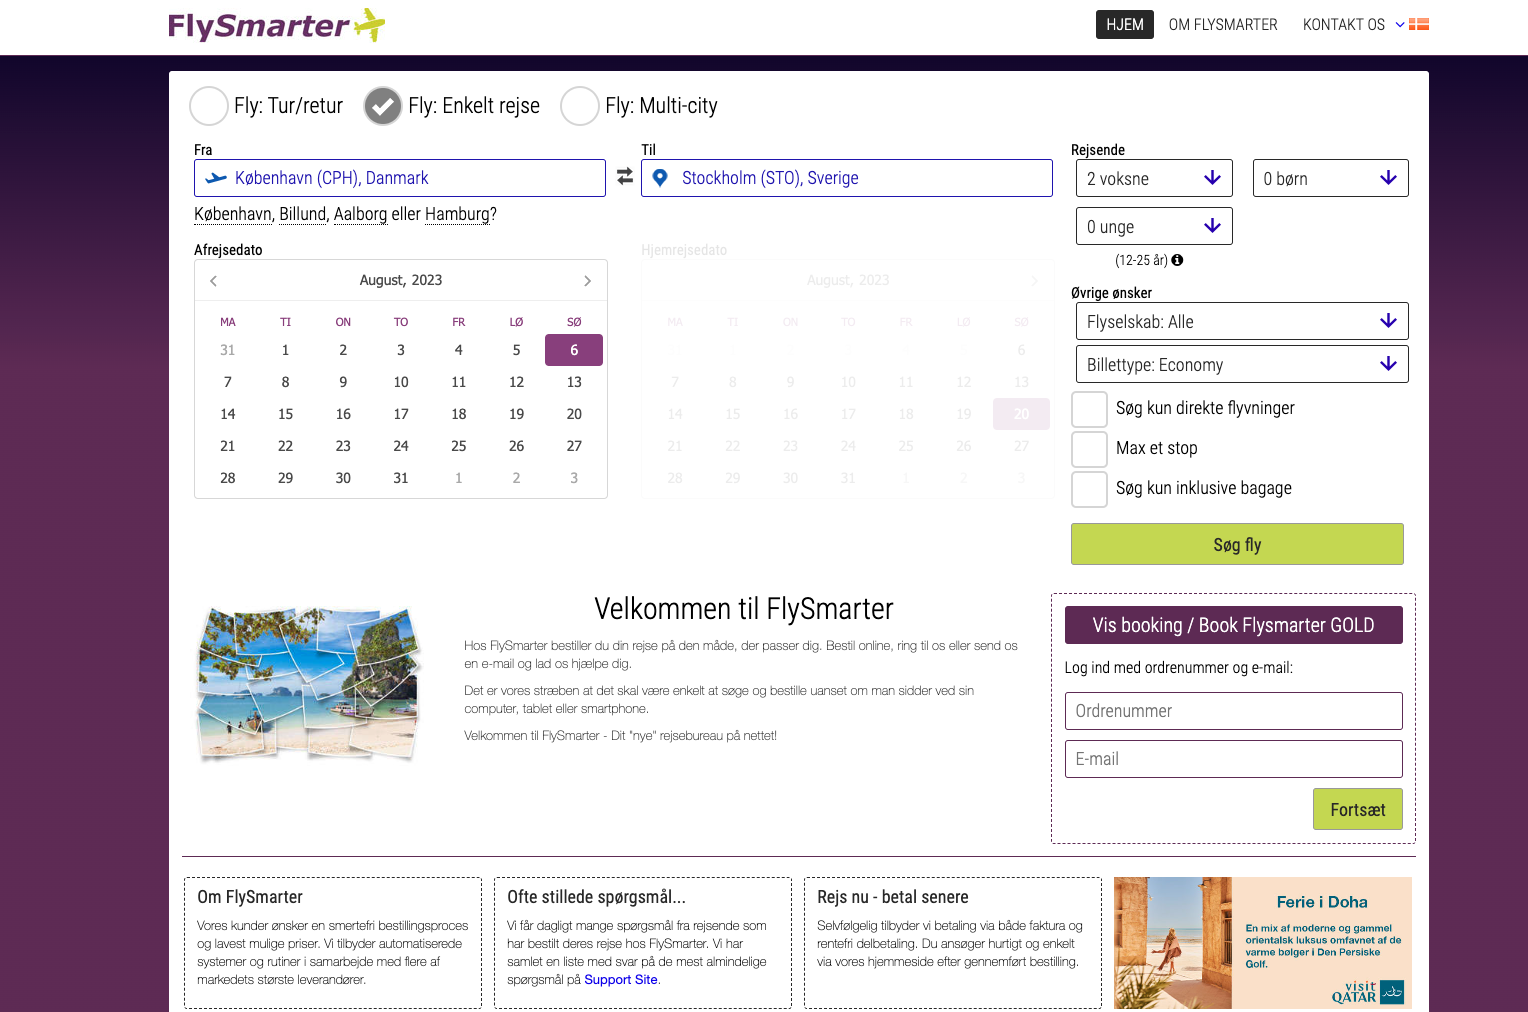 FlySmarter
HJEM
OM FLYSMARTER
KONTAKT OS
Fly: Tur/retur
Fly: Enkelt rejse
Fly: Multi-city
Fra
København (CPH), Danmark
København, Billund, Aalborg eller Hamburg?
Til
Stockholm (STO), Sverige
Afrejsedato
August, 2023
MA TI ON TO FR LØ SØ
31 1 2 3 4 5 6
7 8 9 10 11 12 13
14 15 16 17 18 19 20
21 22 23 24 25 26 27
28 29 30 31 1 2 3
Hjemrejsedato
August, 2023
MA TI ON TO FR LØ SØ
6
7 8 9 10 11 12 13
14 15 16 17 18 19 20
21 22 23 24 25 26 27
28 29 30 31 1 2 3
Rejsende
2 voksne
0 børn
0 unge
(12-25 år)
Øvrige ønsker
Flyselskab: Alle
Billettype: Economy
Søg kun direkte flyvninger
Max et stop
Søg kun inklusive bagage
Søg fly
Velkommen til FlySmarter
Hos FlySmarter bestiller du din rejse på den måde, der passer dig. Bestil online, ring til os eller send os
en e-mail og lad os hjælpe dig.
Det er vores stræben at det skal være enkelt at søge og bestille uanset om man sidder ved sin
computer, tablet eller smartphone.
Velkommen til FlySmarter - Dit "nye" rejsebureau på nettet!
Vis booking / Book Flysmarter GOLD
Log ind med ordrenummer og e-mail:
Ordrenummer
E-mail
Fortsæt
Om FlySmarter
Vores kunder ønsker en smertefri bestillingsproces
og lavest mulige priser. Vi tilbyder automatiserede
systemer og rutiner i samarbejde med flere af
markedets største leverandører.
Ofte stillede spørgsmål...
Vi får dagligt mange spørgsmål fra rejsende som
har bestilt deres rejse hos FlySmarter. Vi har
samlet en liste med svar på de mest almindelige
spørgsmål på Support Site.
Rejs nu - betal senere
Selvfølgelig tilbyder vi betaling via både faktura og
rentefri delbetaling. Du ansøger hurtigt og enkelt
via vores hjemmeside efter gennemført bestilling.
Ferie i Doha
En mix af moderne og gammel
orientalsk luksus omfavnet af de
varme bølger i Den Persiske
Golf.
visit
QATAR